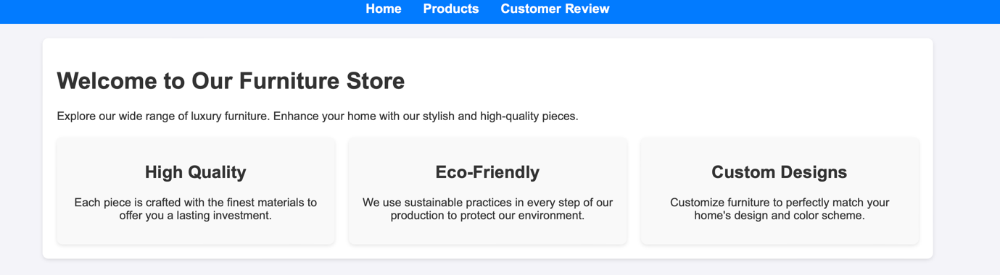 Home Products Customer Review
Welcome to Our Furniture Store
Explore our wide range of luxury furniture. Enhance your home with our stylish and high-quality pieces.
High Quality
Each piece is crafted with the finest materials to
offer you a lasting investment.
Eco-Friendly
We use sustainable practices in every step of our
production to protect our environment.
Custom Designs
Customize furniture to perfectly match your
home's design and color scheme.